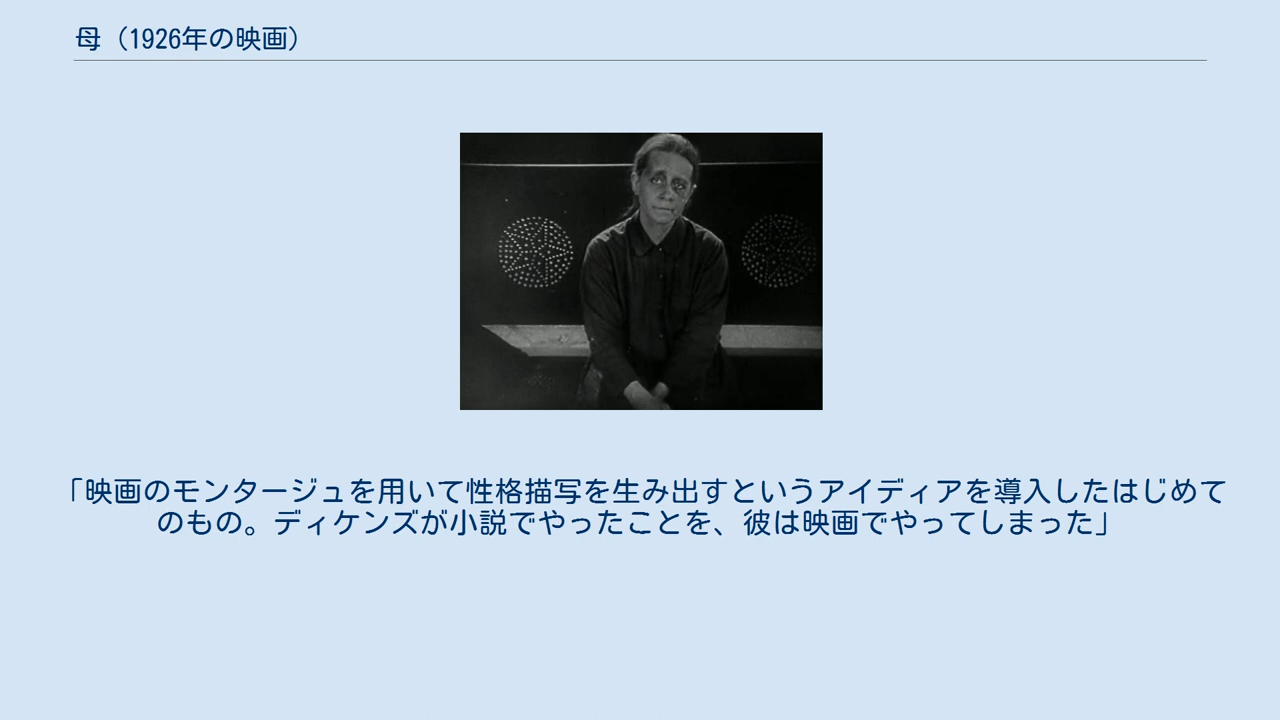 母（1926年の映画）
「映画のモンタージュを用いて性格描写を生み出すというアイディアを導入したはじめて
のもの。ディケンズが小説でやったことを、彼は映画でやってしまった」